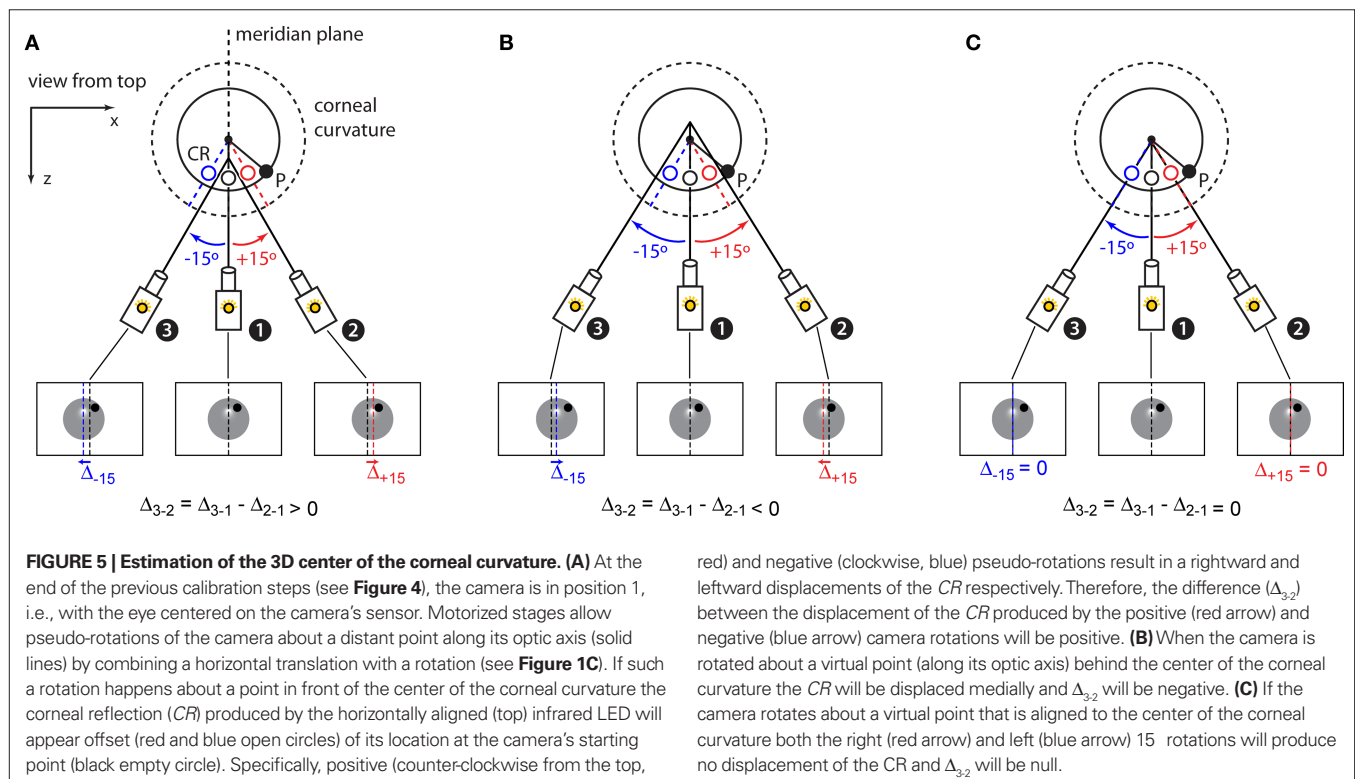 A
meridian plane
view from top
x
z
corneal
curvature
CR
P
-15º
+15º
3
1
2
Δ-15
Δ+15
Δ3-2 = Δ3-1 - Δ2-1 > 0
B
P
-15º
+15º
3
1
2
Δ-15
Δ+15
Δ3-2 = Δ3-1 - Δ2-1 < 0
C
P
-15º
+15º
3
1
2
Δ-15 = 0
Δ+15 = 0
Δ3-2 = Δ3-1 - Δ2-1 = 0
FIGURE 5 | Estimation of the 3D center of the corneal curvature. (A) At the
end of the previous calibration steps (see Figure 4), the camera is in position 1,
i.e., with the eye centered on the camera's sensor. Motorized stages allow
pseudo-rotations of the camera about a distant point along its optic axis (solid
lines) by combining a horizontal translation with a rotation (see Figure 1C). If such
a rotation happens about a point in front of the center of the corneal curvature the
corneal reflection (CR) produced by the horizontally aligned (top) infrared LED will
appear offset (red and blue open circles) of its location at the camera's starting
point (black empty circle). Specifically, positive (counter-clockwise from the top,
red) and negative (clockwise, blue) pseudo-rotations result in a rightward and
leftward displacements of the CR respectively. Therefore, the difference (Δ3-2)
between the displacement of the CR produced by the positive (red arrow) and
negative (blue arrow) camera rotations will be positive. (B) When the camera is
rotated about a virtual point (along its optic axis) behind the center of the corneal
curvature the CR will be displaced medially and Δ3-2 will be negative. (C) If the
camera rotates about a virtual point that is aligned to the center of the corneal
curvature both the right (red arrow) and left (blue arrow) 15 rotations will produce
no displacement of the CR and Δ3-2 will be null.